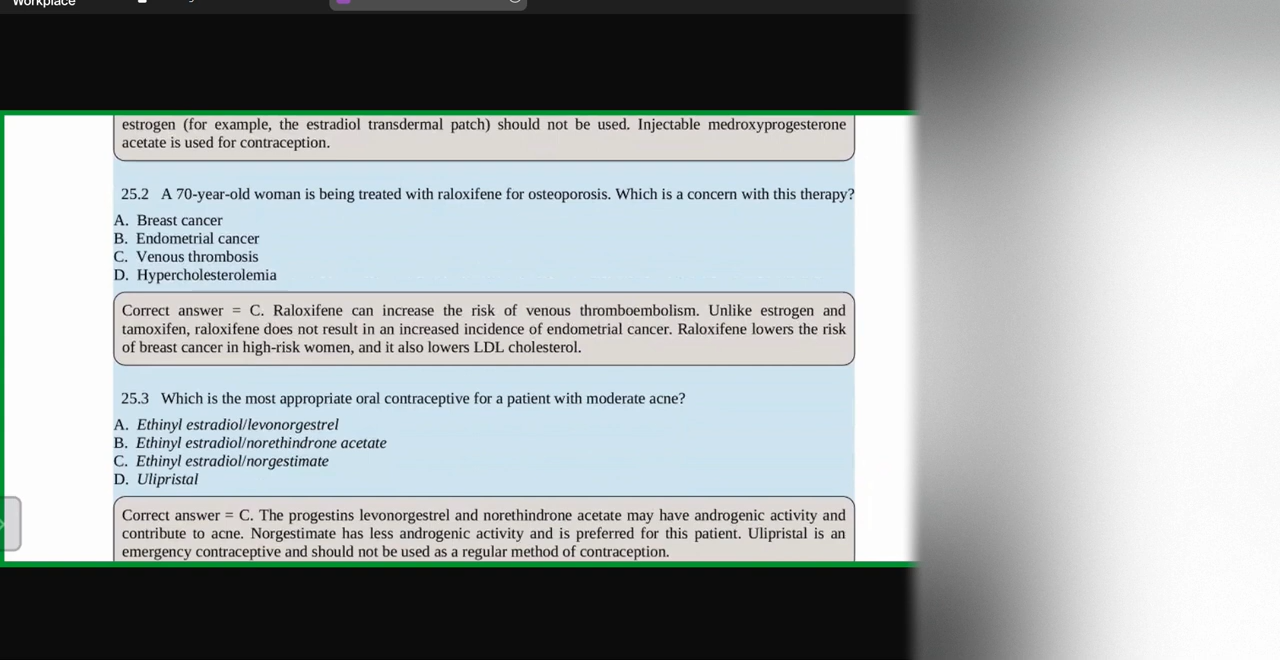 Workplace
estrogen (for example, the estradiol transdermal patch) should not be used. Injectable medroxyprogesterone
acetate is used for contraception.
25.2 A 70-year-old woman is being treated with raloxifene for osteoporosis. Which is a concern with this therapy?
A. Breast cancer
B. Endometrial cancer
C. Venous thrombosis
D. Hypercholesterolemia
Correct answer = C. Raloxifene can increase the risk of venous thromboembolism. Unlike estrogen and
tamoxifen, raloxifene does not result in an increased incidence of endometrial cancer. Raloxifene lowers the risk
of breast cancer in high-risk women, and it also lowers LDL cholesterol.
25.3 Which is the most appropriate oral contraceptive for a patient with moderate acne?
A. Ethinyl estradiol/levonorgestrel
B. Ethinyl estradiol/norethindrone acetate
C. Ethinyl estradiol/norgestimate
D. Ulipristal
Correct answer = C. The progestins levonorgestrel and norethindrone acetate may have androgenic activity and
contribute to acne. Norgestimate has less androgenic activity and is preferred for this patient. Ulipristal is an
emergency contraceptive and should not be used as a regular method of contraception.